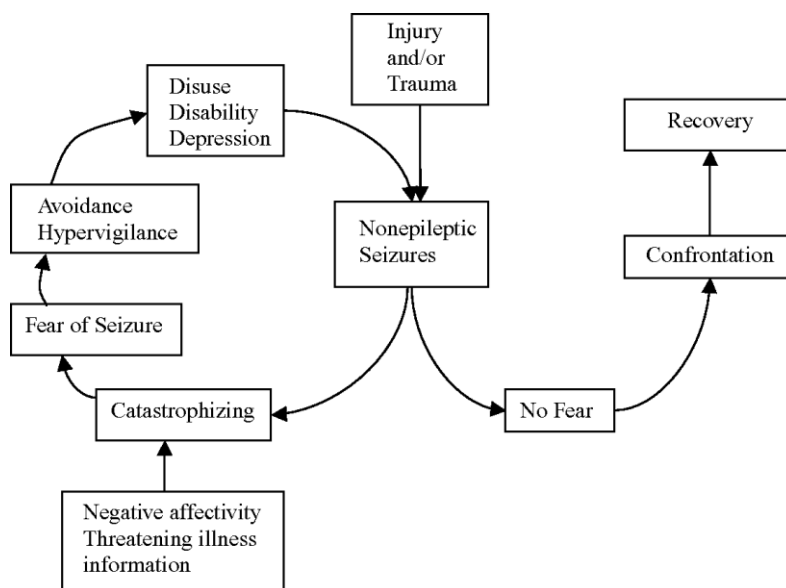 Injury
and/or
Trauma
Disuse
Disability
Depression
Recovery
Avoidance
Hypervigilance
Nonepileptic
Seizures
Confrontation
Fear of Seizure
Catastrophizing
No Fear
Negative affectivity
Threatening illness
information